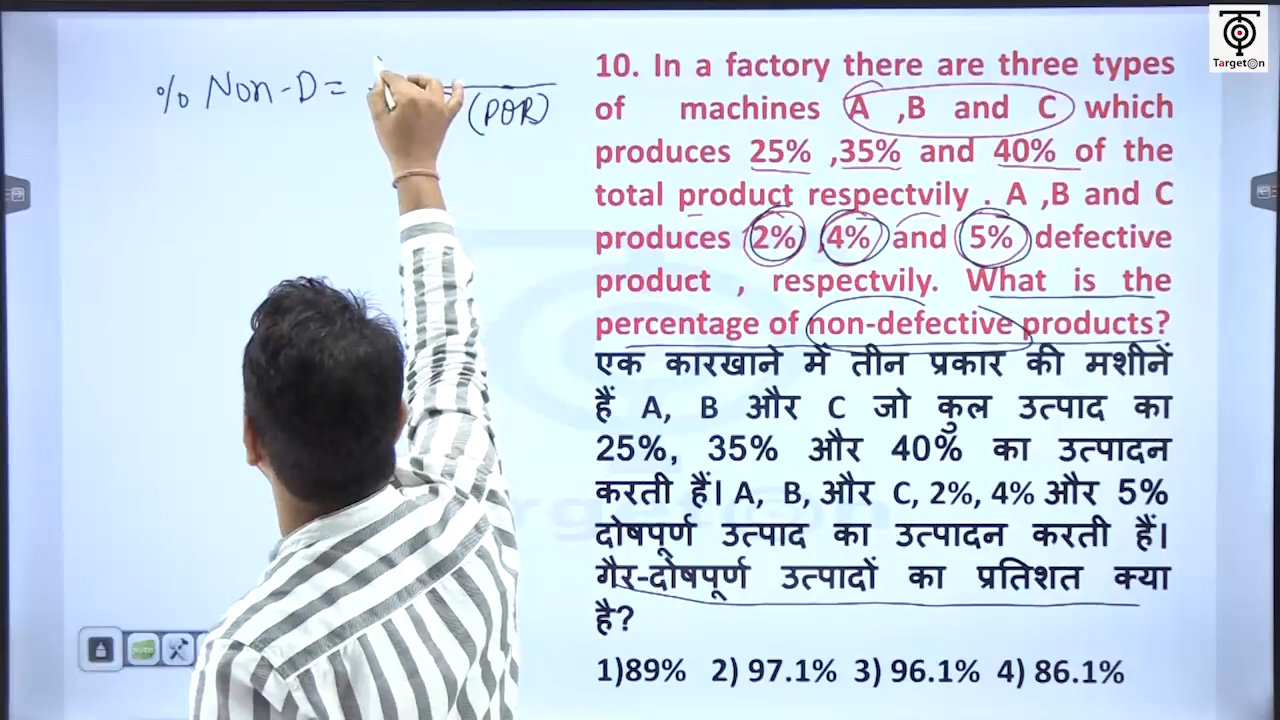 Target
% Non-D =
(POR)
10. In a factory there are three types
of machines A ,B and C which
produces 25% ,35% and 40% of the
total product respectvily . A ,B and C
produces 2% ,4% and 5% defective
product , respectvily. What is the
percentage of non-defective products?
एक कारखाने में तीन प्रकार की मशीनें
हैं A, B और C जो कुल उत्पाद का
25%, 35% और 40% का उत्पादन
करती हैं। A, B, और C, 2%, 4% और 5%
दोषपूर्ण उत्पाद का उत्पादन करती हैं।
गैर-दोषपूर्ण उत्पादों का प्रतिशत क्या
है?
1)89% 2) 97.1% 3) 96.1% 4) 86.1%